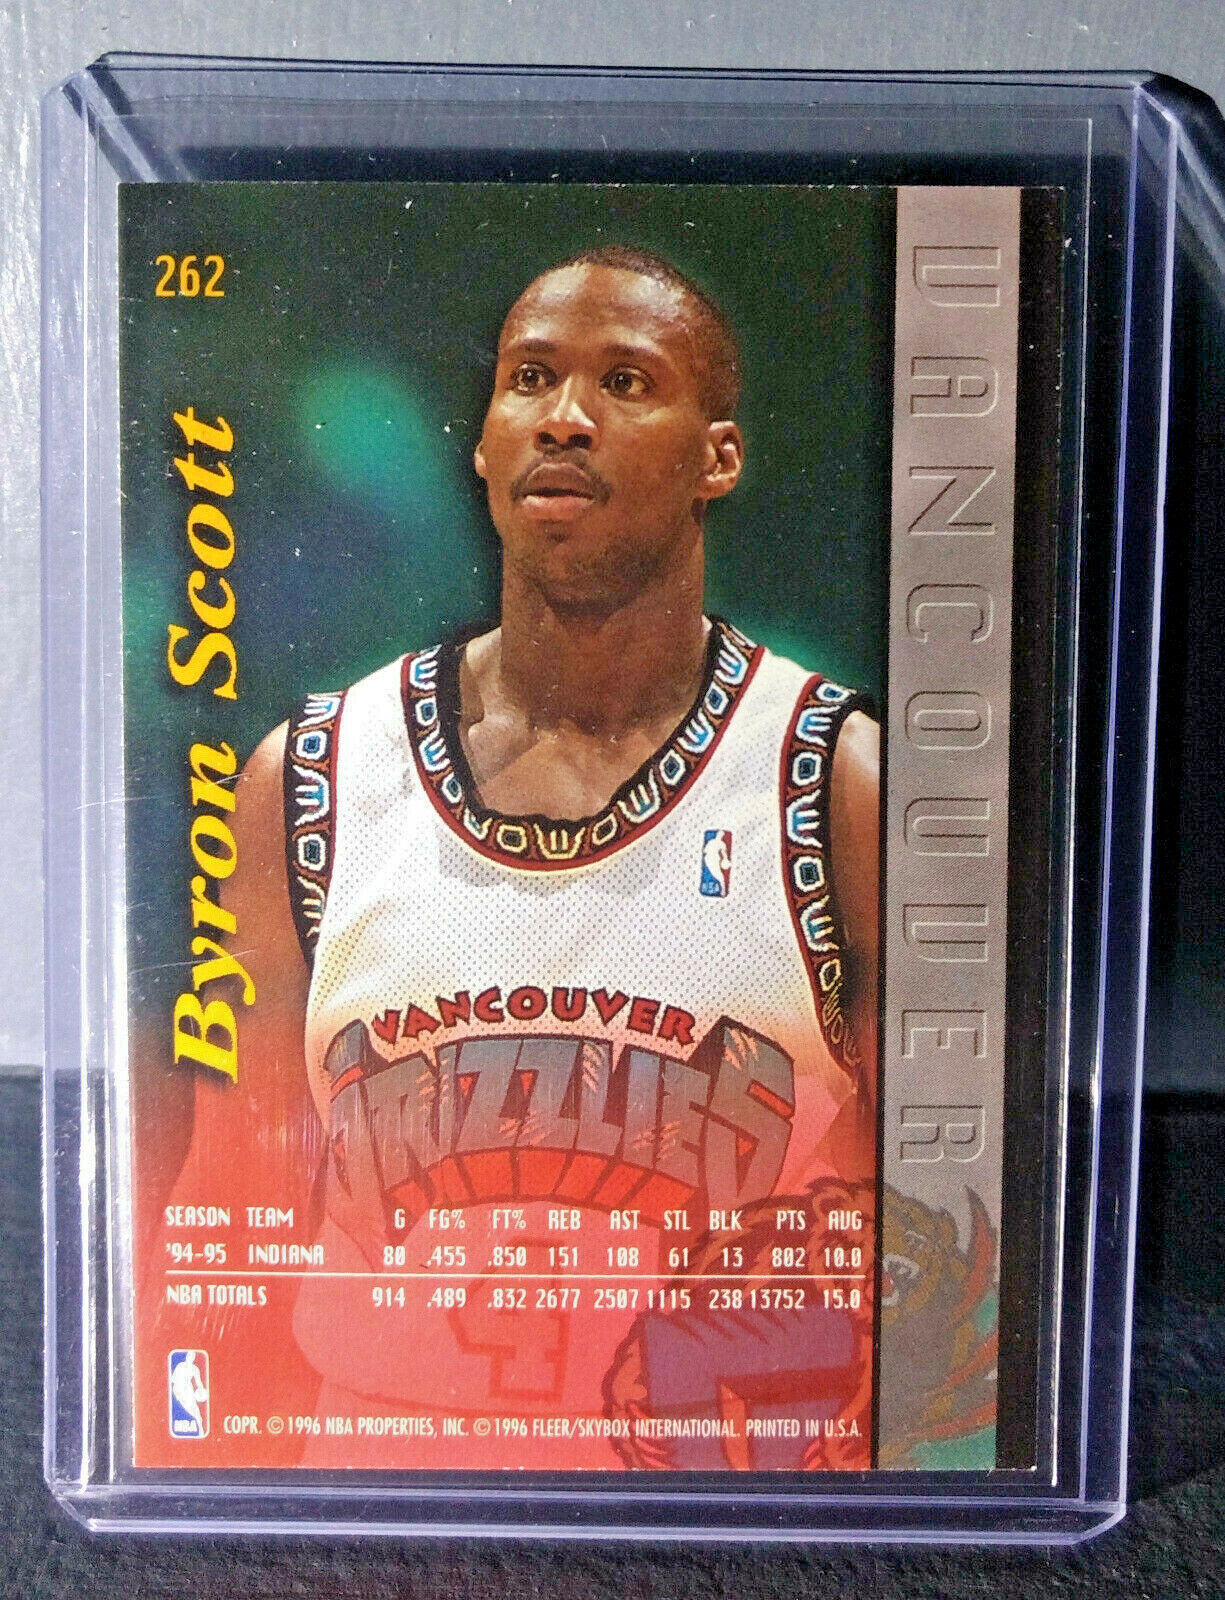 262
Byron Scott
VANCOUVER
NBA
VANCOUVER
GRIZZLIES
4
SEASON TEAM G FG% FT% REB AST STL BLK PTS AVG
'94-95 INDIANA 80 .455 .850 151 108 61 13 802 10.0
NBA TOTALS 914 .489 .832 2677 2507 1115 238 13752 15.0
NBA
COPR. © 1996 NBA PROPERTIES, INC. © 1996 FLEER/SKYBOX INTERNATIONAL. PRINTED IN U.S.A.